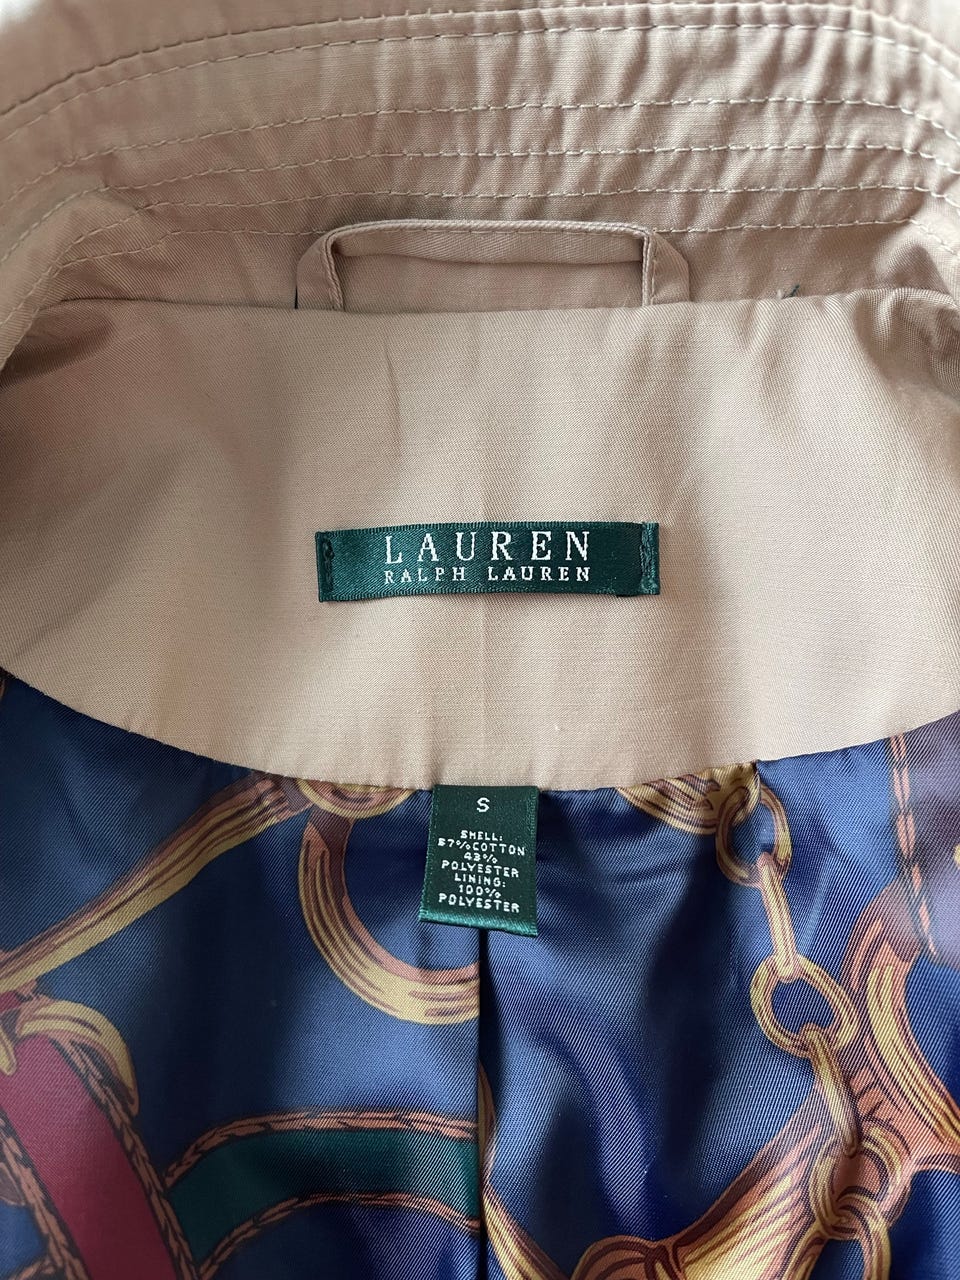 LAUREN
RALPH LAUREN
S
SHELL:
57%COTTON
43%
POLYESTER
LINING:
100%
POLYESTER